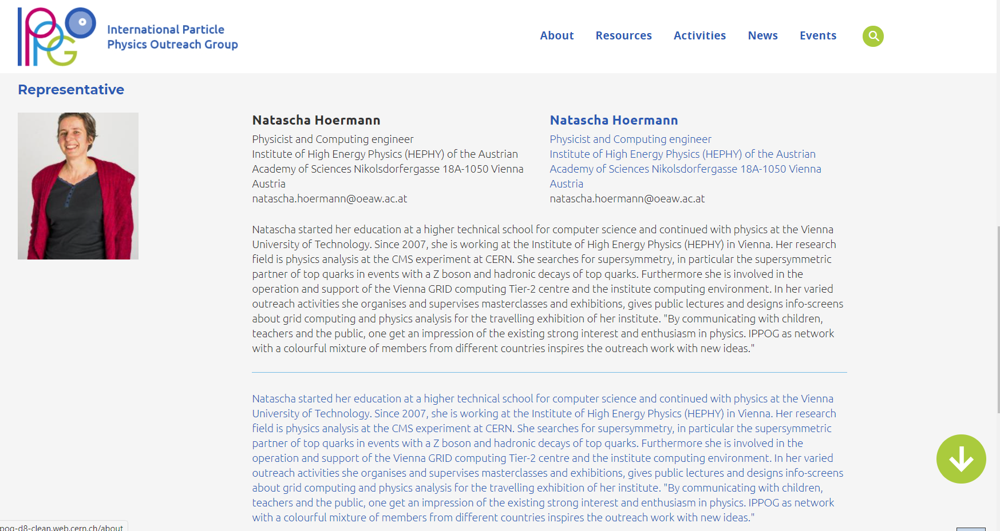 IPPOG
International Particle
Physics Outreach Group
About Resources Activities News Events
Representative
Natascha Hoermann
Physicist and Computing engineer
Institute of High Energy Physics (HEPHY) of the Austrian
Academy of Sciences Nikolsdorfergasse 18A-1050 Vienna
Austria
natascha.hoermann@oeaw.ac.at
Natascha Hoermann
Physicist and Computing engineer
Institute of High Energy Physics (HEPHY) of the Austrian
Academy of Sciences Nikolsdorfergasse 18A-1050 Vienna
Austria
natascha.hoermann@oeaw.ac.at
Natascha started her education at a higher technical school for computer science and continued with physics at the Vienna
University of Technology. Since 2007, she is working at the Institute of High Energy Physics (HEPHY) in Vienna. Her research
field is physics analysis at the CMS experiment at CERN. She searches for supersymmetry, in particular the supersymmetric
partner of top quarks in events with a Z boson and hadronic decays of top quarks. Furthermore she is involved in the
operation and support of the Vienna GRID computing Tier-2 centre and the institute computing environment. In her varied
outreach activities she organises and supervises masterclasses and exhibitions, gives public lectures and designs info-screens
about grid computing and physics analysis for the travelling exhibition of her institute. "By communicating with children,
teachers and the public, one get an impression of the existing strong interest and enthusiasm in physics. IPPOG as network
with a colourful mixture of members from different countries inspires the outreach work with new ideas."
Natascha started her education at a higher technical school for computer science and continued with physics at the Vienna
University of Technology. Since 2007, she is working at the Institute of High Energy Physics (HEPHY) in Vienna. Her research
field is physics analysis at the CMS experiment at CERN. She searches for supersymmetry, in particular the supersymmetric
partner of top quarks in events with a Z boson and hadronic decays of top quarks. Furthermore she is involved in the
operation and support of the Vienna GRID computing Tier-2 centre and the institute computing environment. In her varied
outreach activities she organises and supervises masterclasses and exhibitions, gives public lectures and designs info-screens
about grid computing and physics analysis for the travelling exhibition of her institute. "By communicating with children,
teachers and the public, one get an impression of the existing strong interest and enthusiasm in physics. IPPOG as network
with a colourful mixture of members from different countries inspires the outreach work with new ideas."
pog-d8-clean.web.cern.ch/about